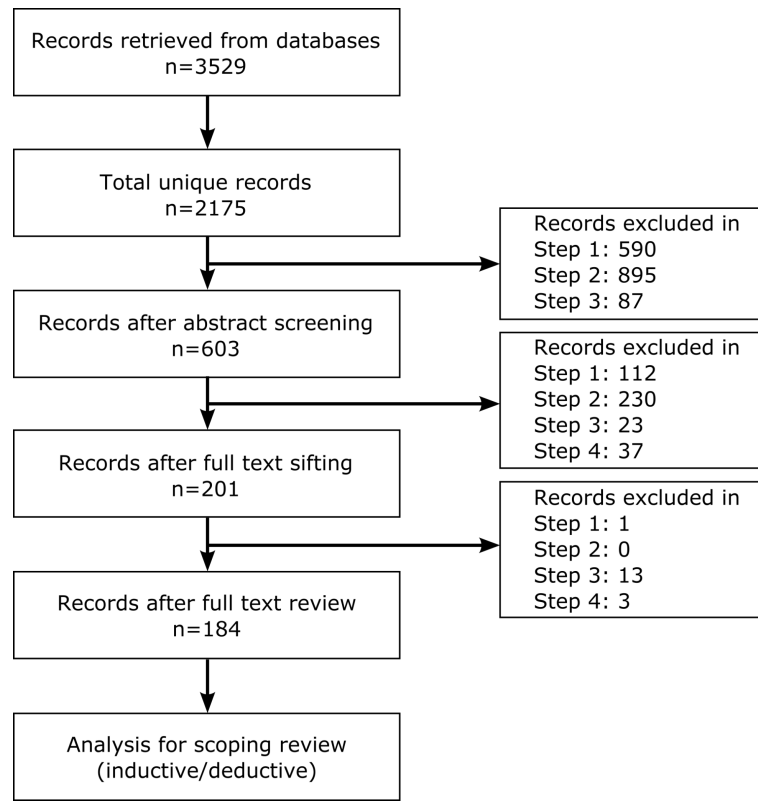 Records retrieved from databases
n=3529
Total unique records
n=2175
Records excluded in
Step 1: 590
Step 2: 895
Step 3: 87
Records after abstract screening
n=603
Records excluded in
Step 1: 112
Step 2: 230
Step 3: 23
Step 4: 37
Records after full text sifting
n=201
Records excluded in
Step 1: 1
Step 2: 0
Step 3: 13
Step 4: 3
Records after full text review
n=184
Analysis for scoping review
(inductive/deductive)